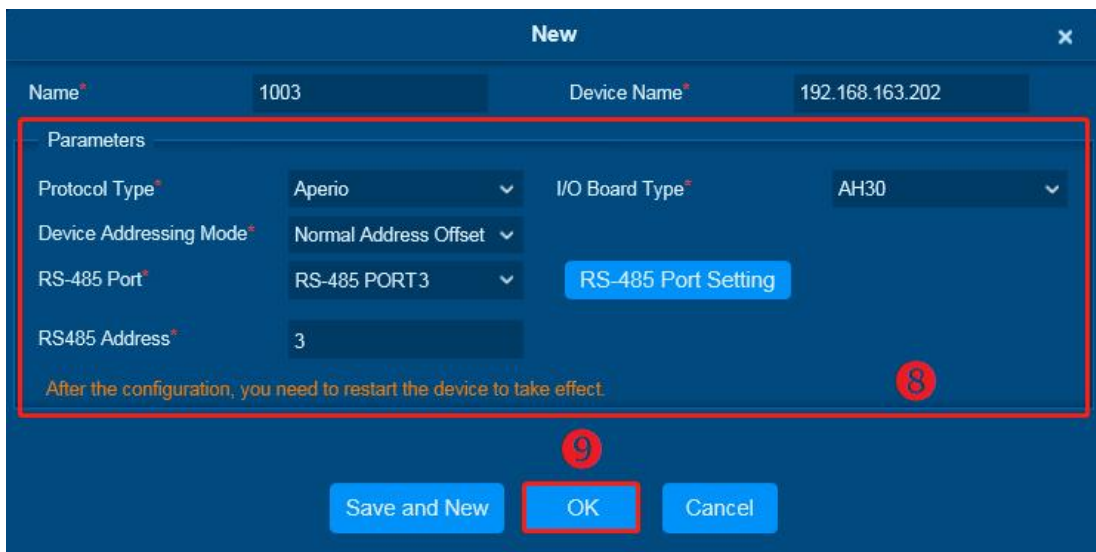 New ×
Name* 1003 Device Name* 192.168.163.202
Parameters
Protocol Type* Aperio I/O Board Type* AH30
Device Addressing Mode* Normal Address Offset
RS-485 Port* RS-485 PORT3 RS-485 Port Setting
RS485 Address* 3
After the configuration, you need to restart the device to take effect.
8
9
Save and New OK Cancel